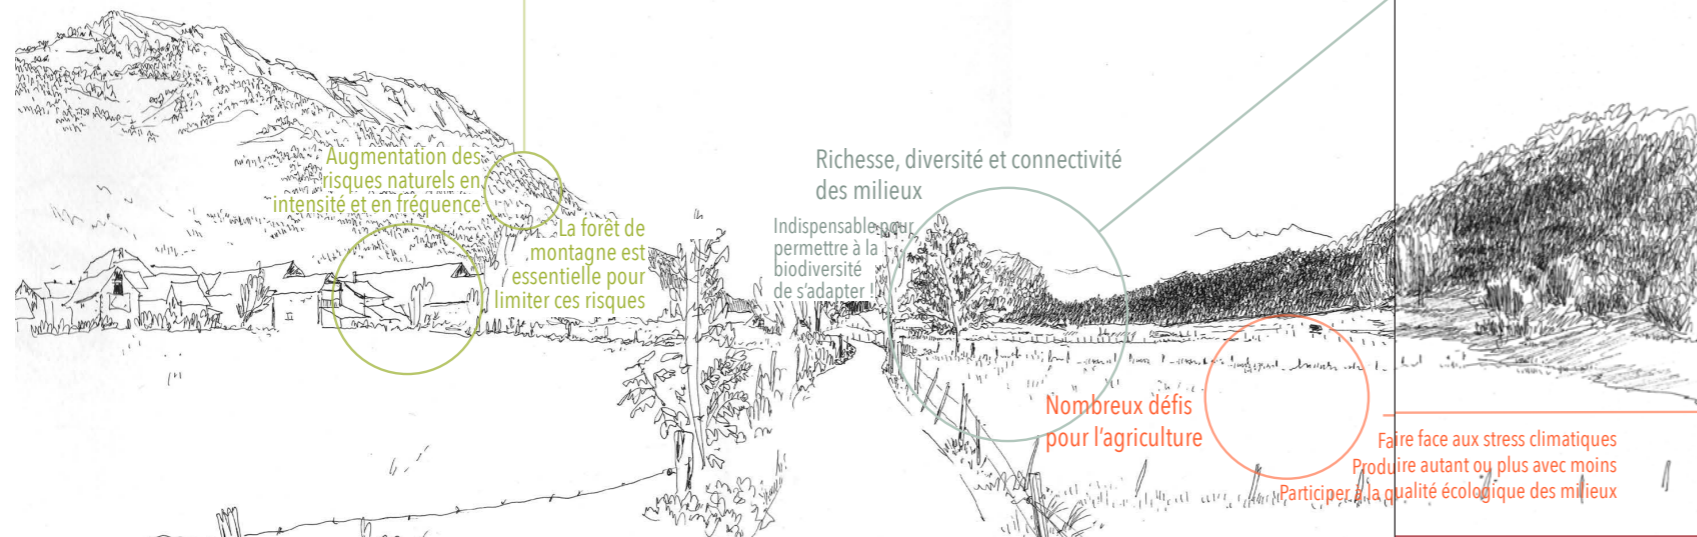 Augmentation des
risques naturels en
intensité et en fréquence
La forêt de
montagne est
essentielle pour
limiter ces risques
Richesse, diversité et connectivité
des milieux
Indispensable pour
permettre à la
biodiversité
de s'adapter !
Nombreux défis
pour l'agriculture
Faire face aux stress climatiques
Produire autant ou plus avec moins
Participer à la qualité écologique des milieux